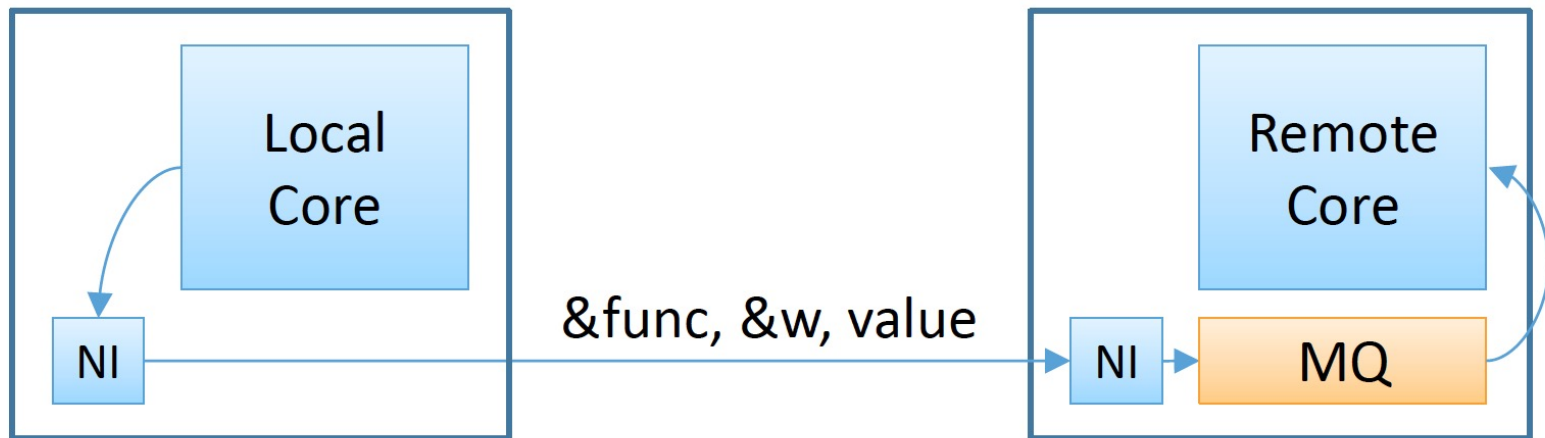 Local
Core
NI
&func, &w, value
Remote
Core
NI
MQ